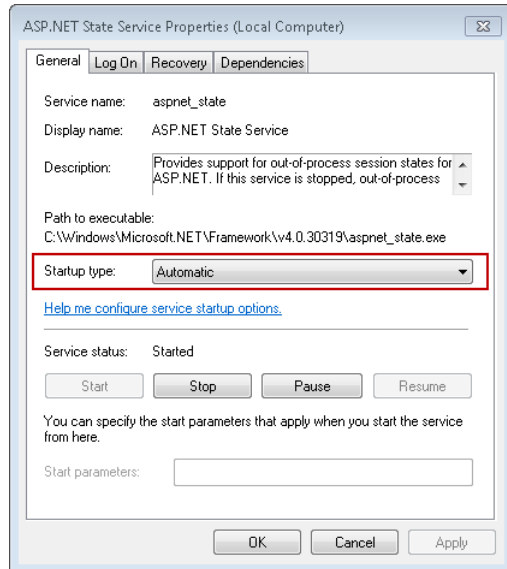 ASP.NET State Service Properties (Local Computer)
General Log On Recovery Dependencies
Service name: aspnet_state
Display name: ASP.NET State Service
Description: Provides support for out-of-process session states for
ASP.NET. If this service is stopped, out-of-process
Path to executable:
C:\Windows\Microsoft.NET\Framework\v4.0.30319\aspnet_state.exe
Startup type: Automatic
Help me configure service startup options.
Service status: Started
Start Stop Pause Resume
You can specify the start parameters that apply when you start the service
from here.
Start parameters:
OK Cancel Apply